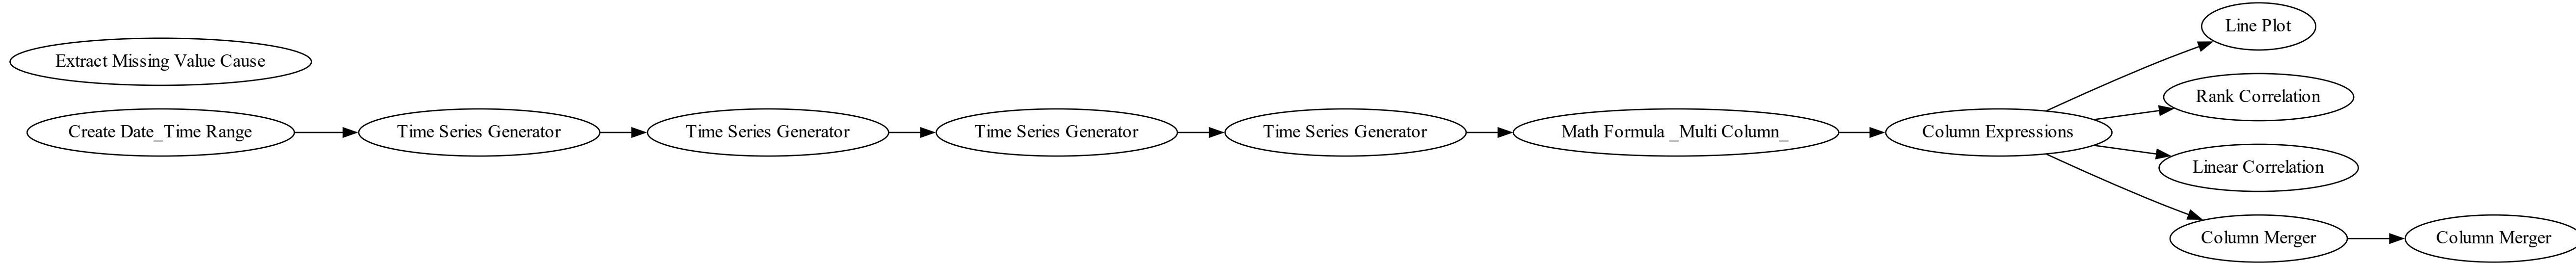 Extract Missing Value Cause
Create Date_Time Range
Time Series Generator
Time Series Generator
Time Series Generator
Time Series Generator
Math Formula _Multi Column_
Column Expressions
Line Plot
Rank Correlation
Linear Correlation
Column Merger
Column Merger